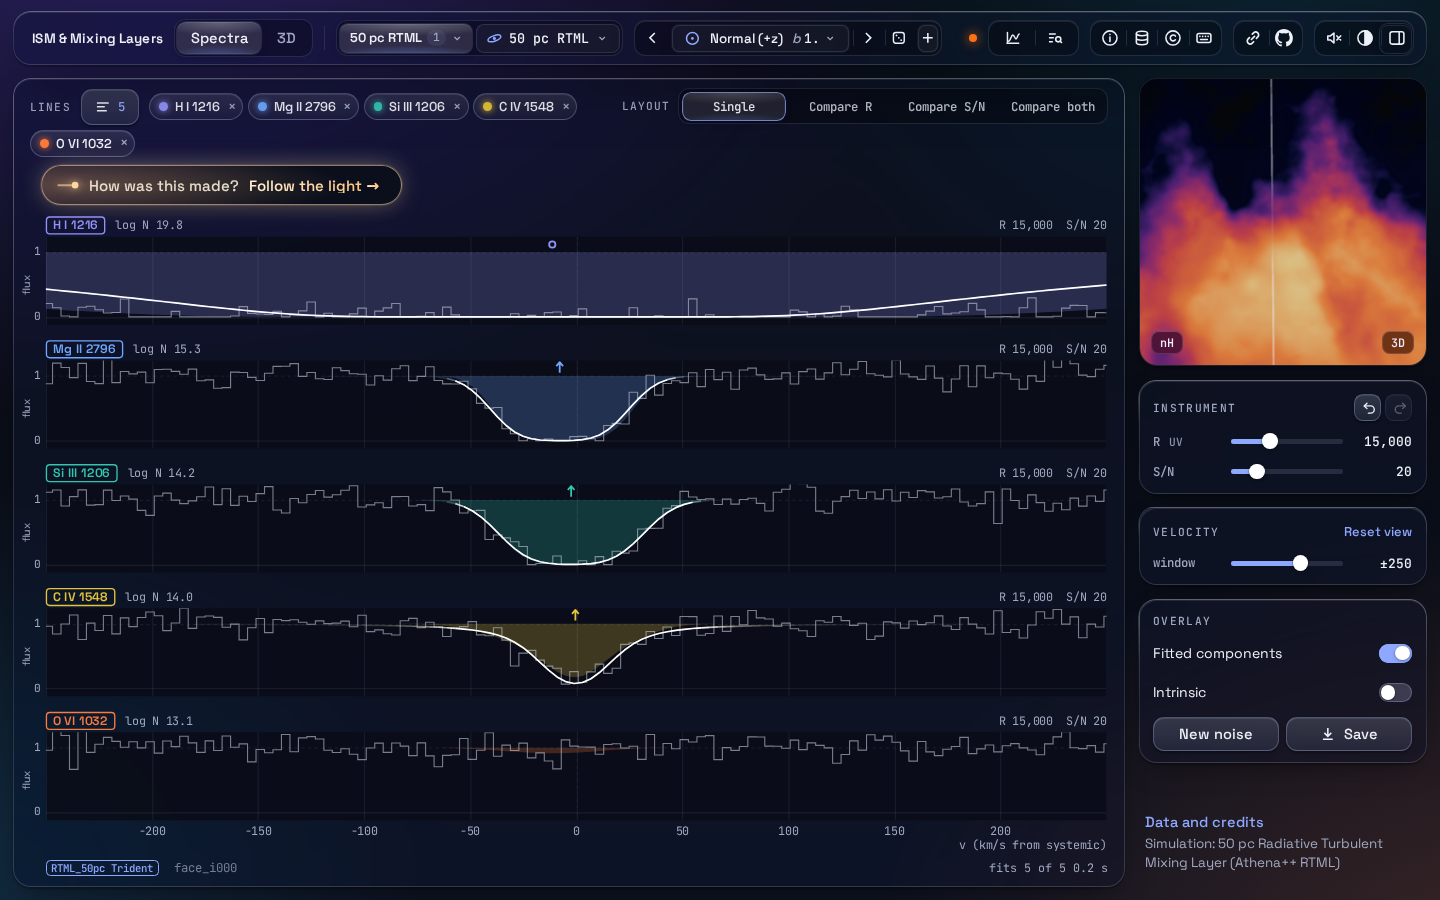 ISM & Mixing Layers Spectra 3D 50 pc RTML 1 50 pc RTML Normal (+z) b 1.
LINES 5 H I 1216 × Mg II 2796 × Si III 1206 × C IV 1548 × LAYOUT Single Compare R Compare S/N Compare both
O VI 1032 ×
How was this made? Follow the light →
H I 1216 log N 19.8 R 15,000 S/N 20
1
flux
0
Mg II 2796 log N 15.3 R 15,000 S/N 20
1
flux
0
Si III 1206 log N 14.2 R 15,000 S/N 20
1
flux
0
C IV 1548 log N 14.0 R 15,000 S/N 20
1
flux
0
O VI 1032 log N 13.1 R 15,000 S/N 20
1
flux
0
-200 -150 -100 -50 0 50 100 150 200
v (km/s from systemic)
RTML_50pc Trident face_i000 fits 5 of 5 0.2 s
nH 3D
INSTRUMENT
R UV 15,000
S/N 20
VELOCITY Reset view
window ±250
OVERLAY
Fitted components
Intrinsic
New noise Save
Data and credits
Simulation: 50 pc Radiative Turbulent
Mixing Layer (Athena++ RTML)